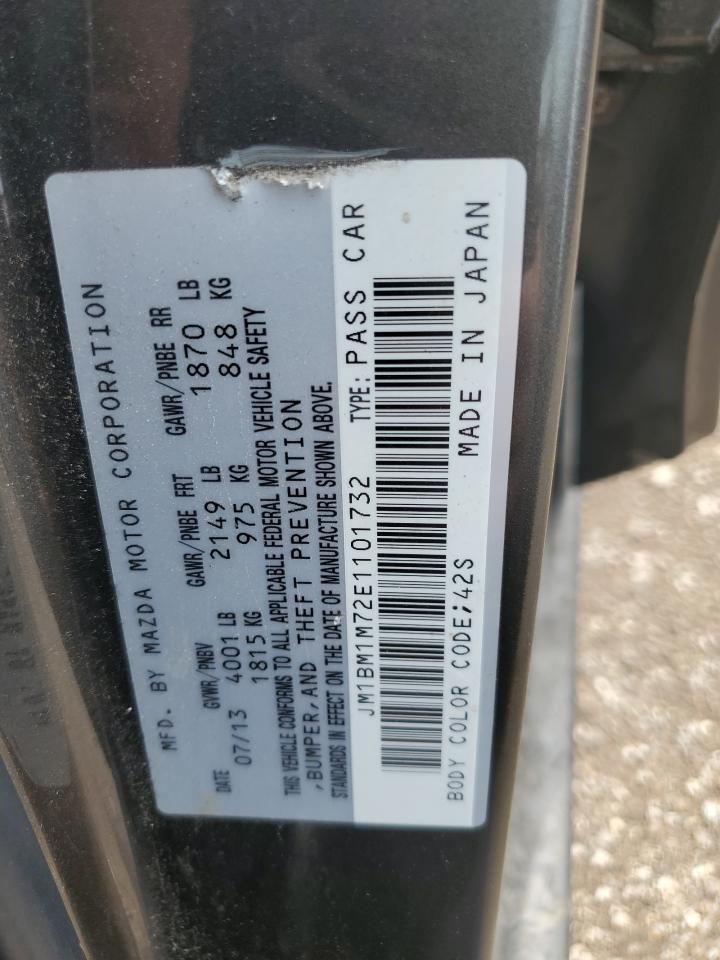 MFD. BY MAZDA MOTOR CORPORATION
DATE GVWR/PNBV GAWR/PNBE FRT GAWR/PNBE RR
07/13 4001 LB 2149 LB 1870 LB
1815 KG 975 KG 848 KG
THIS VEHICLE CONFORMS TO ALL APPLICABLE FEDERAL MOTOR VEHICLE SAFETY
,BUMPER,AND THEFT PREVENTION
STANDARDS IN EFFECT ON THE DATE OF MANUFACTURE SHOWN ABOVE.
JM1BM1M72E1101732 TYPE: PASS CAR
BODY COLOR CODE;42S MADE IN JAPAN